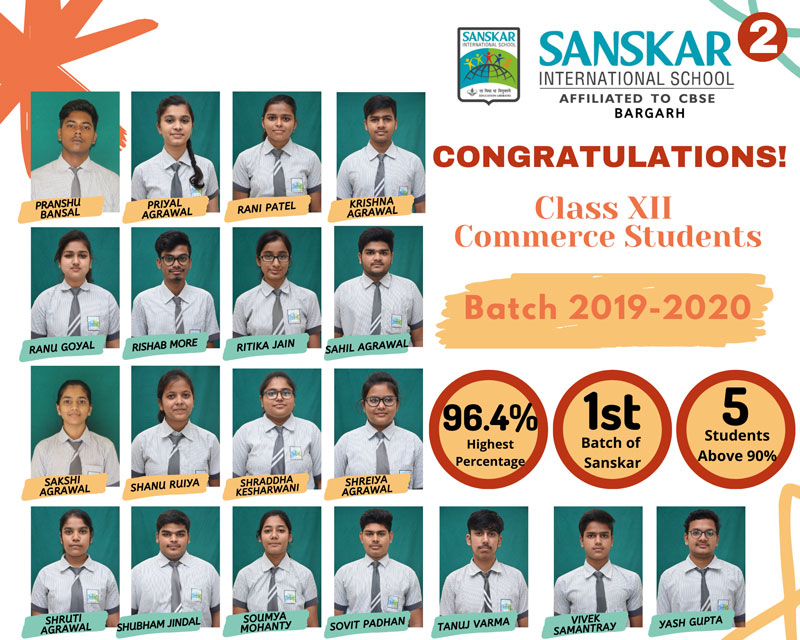 SANSKAR
INTERNATIONAL SCHOOL
SANSKAR
INTERNATIONAL SCHOOL
AFFILIATED TO CBSE
BARGARH
2
CONGRATULATIONS!
Class XII
Commerce Students
Batch 2019-2020
96.4%
Highest
Percentage
1st
Batch of
Sanskar
5
Students
Above 90%
PRANSHU
BANSAL
PRIYAL
AGRAWAL
RANI PATEL
KRISHNA
AGRAWAL
RANU GOYAL
RISHAB MORE
RITIKA JAIN
SAHIL AGRAWAL
SAKSHI
AGRAWAL
SHANU RUIYA
SHRADDHA
KESHARWANI
SHREIYA
AGRAWAL
SHRUTI
AGRAWAL
SHUBHAM JINDAL
SOUMYA
MOHANTY
SOVIT PADHAN
TANUJ VARMA
VIVEK
SAMANTRAY
YASH GUPTA